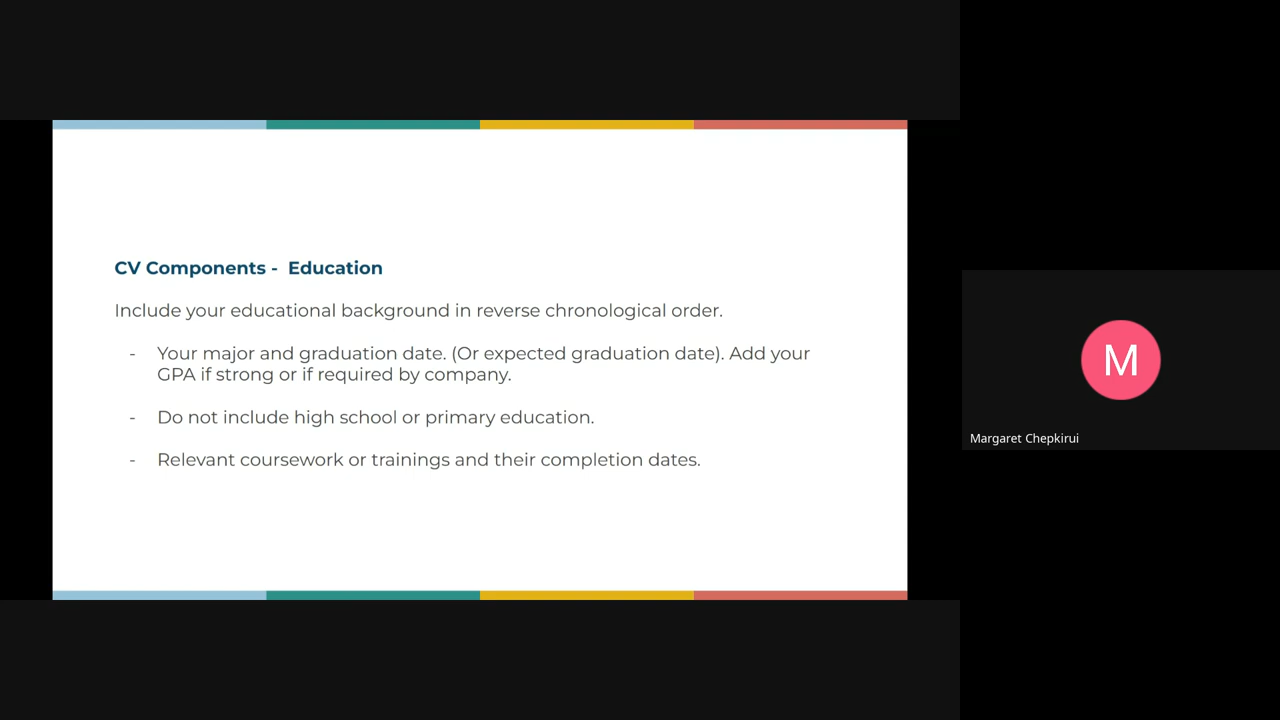 CV Components -  Education
Include your educational background in reverse chronological order.
- Your major and graduation date. (Or expected graduation date). Add your
GPA if strong or if required by company.
- Do not include high school or primary education.
- Relevant coursework or trainings and their completion dates.
M
Margaret Chepkirui